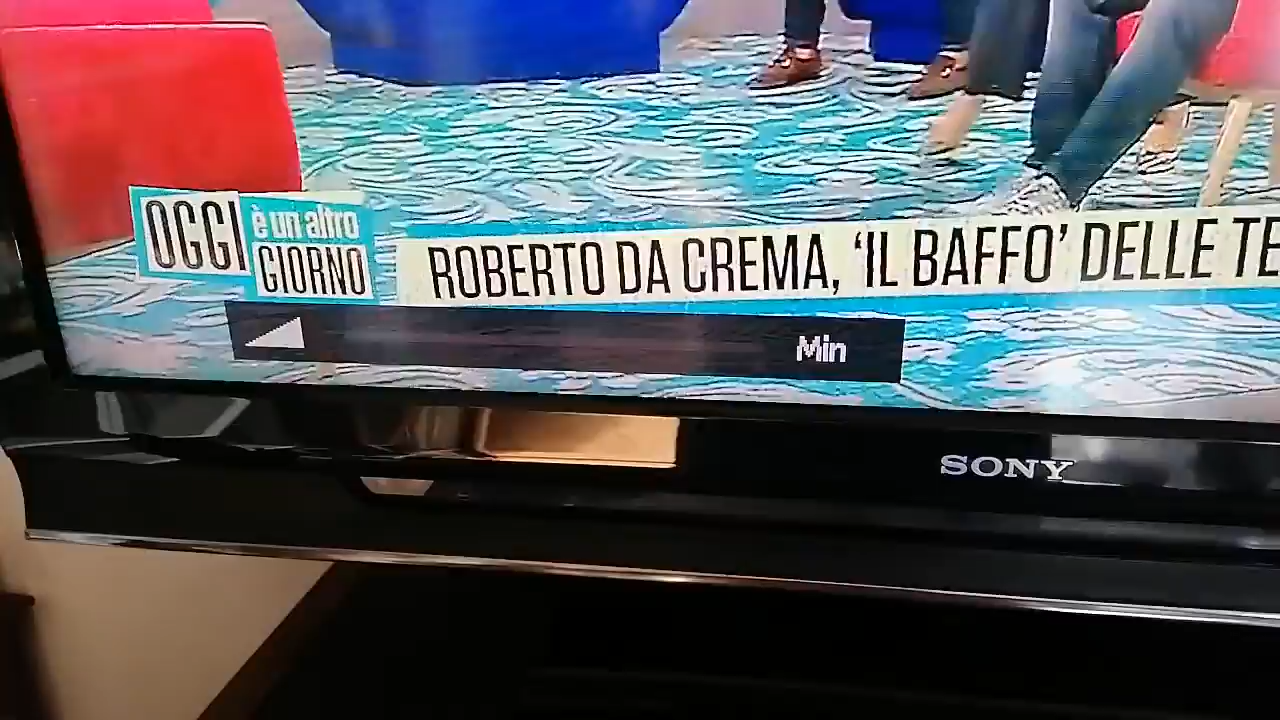 OGGI
è un altro
GIORNO
ROBERTO DA CREMA, 'IL BAFFO' DELLE TE
Min
SONY